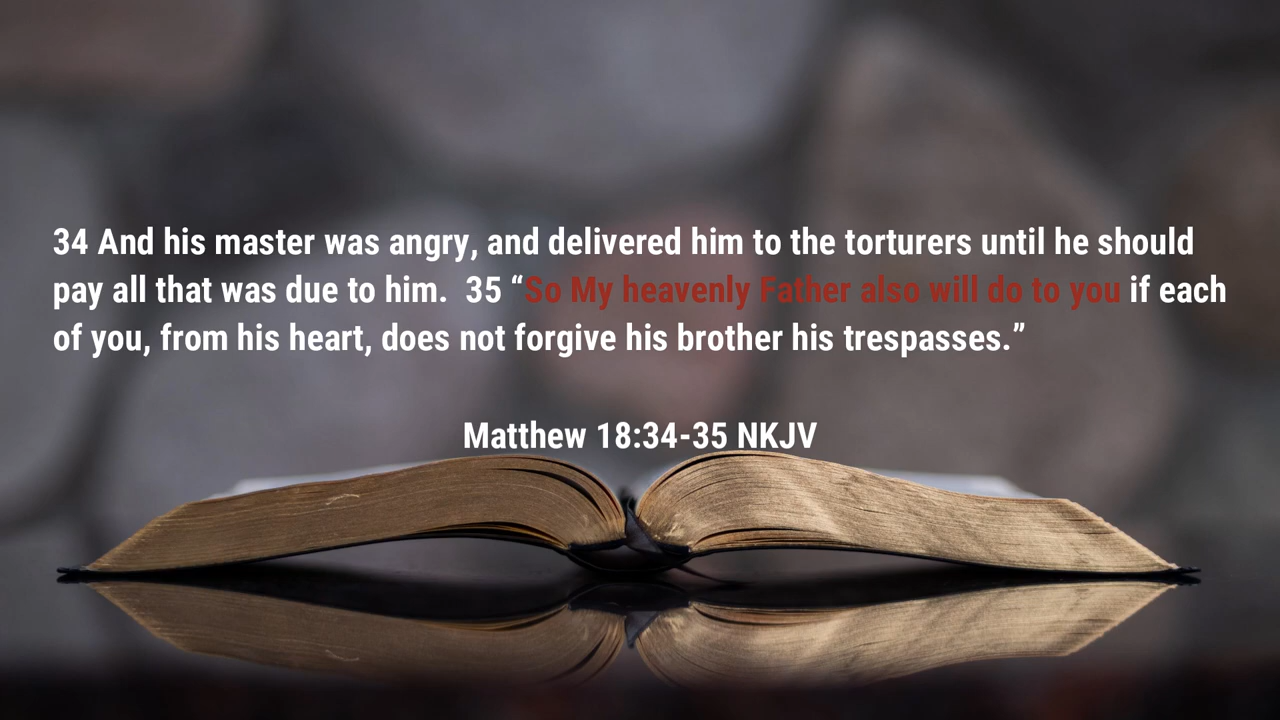 34 And his master was angry, and delivered him to the torturers until he should
pay all that was due to him.  35 “So My heavenly Father also will do to you if each
of you, from his heart, does not forgive his brother his trespasses.”
Matthew 18:34-35 NKJV